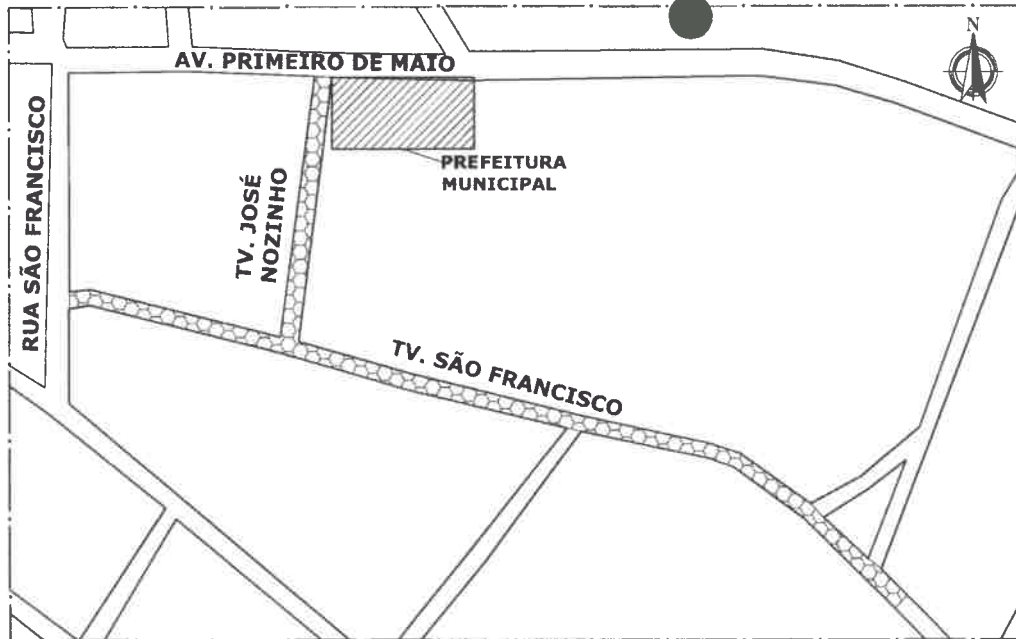 N
AV. PRIMEIRO DE MAIO
RUA SÃO FRANCISCO
PREFEITURA
MUNICIPAL
TV. JOSÉ
NOZINHO
TV. SÃO FRANCISCO